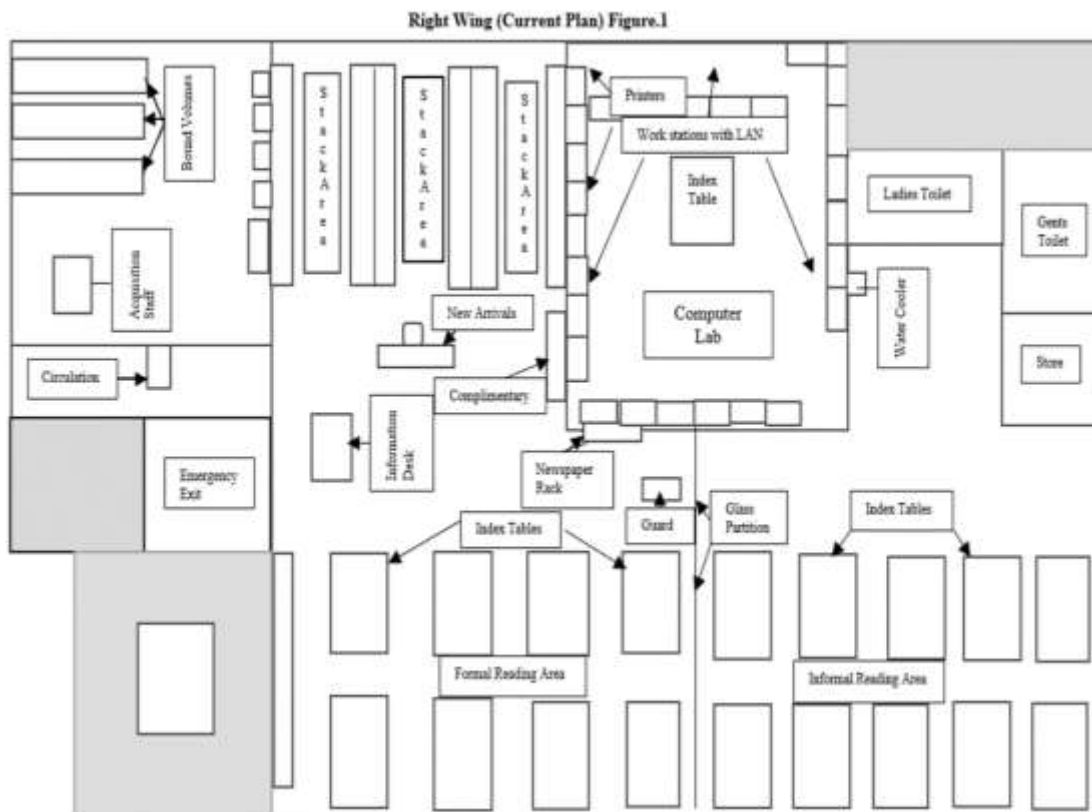 Right Wing (Current Plan) Figure.1
Bound Volumes
Stack Area
Stack Area
Stack Area
Printers
Work stations with LAN
Index
Table
Ladies Toilet
Gents
Toilet
Acquisition
Staff
New Arrivals
Computer
Lab
Water Cooler
Store
Circulation
Complimentary
Information
Desk
Emergency
Exit
Newspaper
Rack
Guard
Glass
Partition
Index Tables
Index Tables
Formal Reading Area
Informal Reading Area